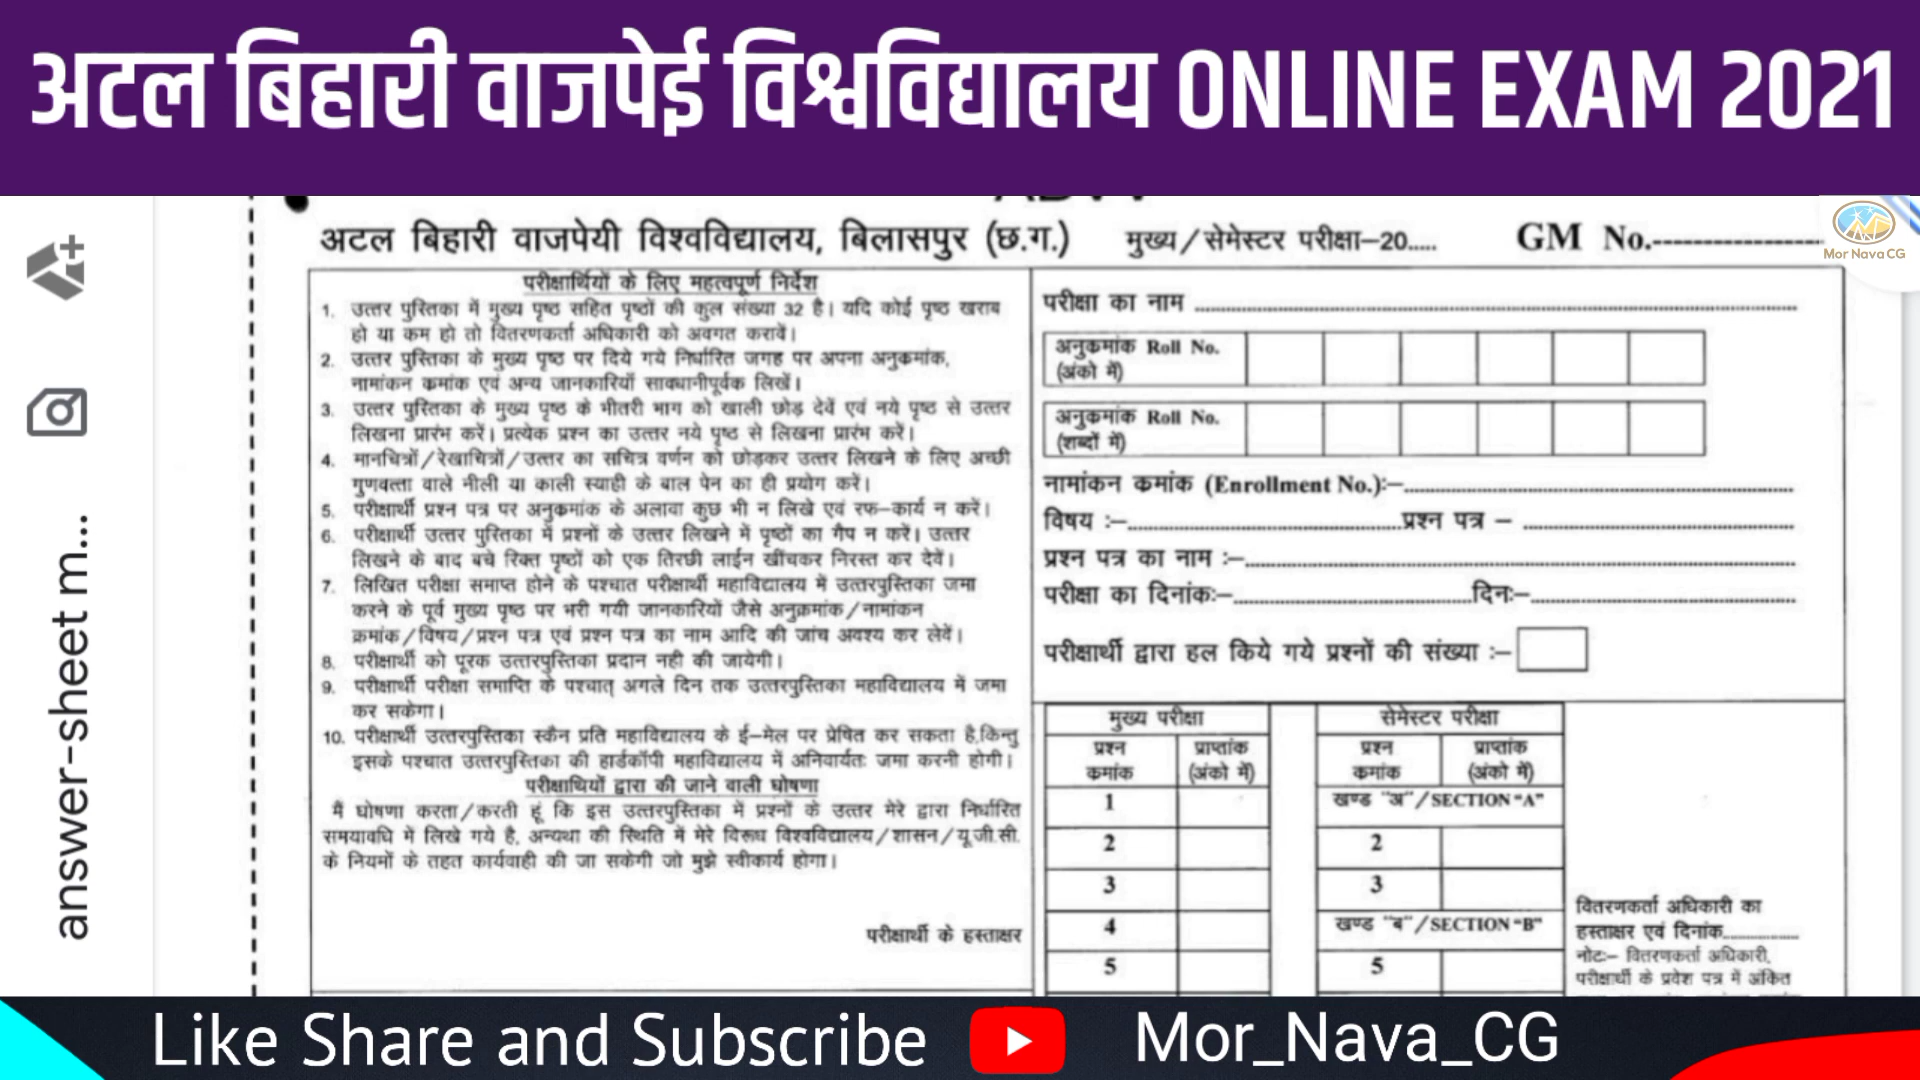 अटल बिहारी वाजपेई विश्वविद्यालय ONLINE EXAM 2021
answer-sheet m...
Mor Nava CG
अटल बिहारी वाजपेयी विश्वविद्यालय, बिलासपुर (छ.ग.) मुख्य/सेमेस्टर परीक्षा–20..... GM No.----------------
परीक्षार्थियों के लिए महत्वपूर्ण निर्देश
1. उत्तर पुस्तिका में मुख्य पृष्ठ सहित पृष्ठों की कुल संख्या 32 है। यदि कोई पृष्ठ खराब
हो या कम हो तो वितरणकर्ता अधिकारी को अवगत करावें।
2. उत्तर पुस्तिका के मुख्य पृष्ठ पर दिये गये निर्धारित जगह पर अपना अनुकमांक,
नामांकन कमांक एवं अन्य जानकारियाँ सावधानीपूर्वक लिखें।
3. उत्तर पुस्तिका के मुख्य पृष्ठ के भीतरी भाग को खाली छोड़ देवें एवं नये पृष्ठ से उत्तर
लिखना प्रारंभ करें। प्रत्येक प्रश्न का उत्तर नये पृष्ठ से लिखना प्रारंभ करें।
4. मानचित्रों/रेखाचित्रों/उत्तर का सचित्र वर्णन को छोड़कर उत्तर लिखने के लिए अच्छी
गुणवत्ता वाले नीली या काली स्याही के बाल पेन का ही प्रयोग करें।
5. परीक्षार्थी प्रश्न पत्र पर अनुकमांक के अलावा कुछ भी न लिखे एवं रफ–कार्य न करें।
6. परीक्षार्थी उत्तर पुस्तिका में प्रश्नों के उत्तर लिखने में पृष्ठों का गैप न करें। उत्तर
लिखने के बाद बचे रिक्त पृष्ठों को एक तिरछी लाईन खींचकर निरस्त कर देवें।
7. लिखित परीक्षा समाप्त होने के पश्चात परीक्षार्थी महाविद्यालय में उत्तरपुस्तिका जमा
करने के पूर्व मुख्य पृष्ठ पर भरी गयी जानकारियों जैसे अनुक्रमांक/नामांकन
क्रमांक/विषय/प्रश्न पत्र एवं प्रश्न पत्र का नाम आदि की जांच अवश्य कर लेवें।
8. परीक्षार्थी को पूरक उत्तरपुस्तिका प्रदान नही की जायेगी।
9. परीक्षार्थी परीक्षा समाप्ति के पश्चात् अगले दिन तक उत्तरपुस्तिका महाविद्यालय में जमा
कर सकेगा।
10. परीक्षार्थी उत्तरपुस्तिका स्कैन प्रति महाविद्यालय के ई–मेल पर प्रेषित कर सकता है,किन्तु
इसके पश्चात उत्तरपुस्तिका की हार्डकॉपी महाविद्यालय में अनिवार्यतः जमा करनी होगी।
परीक्षाथियों द्वारा की जाने वाली घोषणा
मैं घोषणा करता/करती हूं कि इस उत्तरपुस्तिका में प्रश्नों के उत्तर मेरे द्वारा निर्धारित
समयावधि में लिखे गये है, अन्यथा की स्थिति में मेरे विरूध विश्वविद्यालय/शासन/यू.जी.सी.
के नियमों के तहत कार्यवाही की जा सकेगी जो मुझे स्वीकार्य होगा।
परीक्षार्थी के हस्ताक्षर
परीक्षा का नाम
अनुकमांक Roll No.
(अंको में)
अनुकमांक Roll No.
(शब्दों में)
नामांकन कमांक (Enrollment No.):–
विषय :– प्रश्न पत्र –
प्रश्न पत्र का नाम :–
परीक्षा का दिनांकः– दिनः–
परीक्षार्थी द्वारा हल किये गये प्रश्नों की संख्या :–
मुख्य परीक्षा सेमेस्टर परीक्षा
प्रश्न प्राप्तांक प्रश्न प्राप्तांक
कमांक (अंको में) कमांक (अंको में)
1 खण्ड "अ"/SECTION "A"
2 2
3 3
4 खण्ड "ब"/SECTION "B"
5 5
वितरणकर्ता अधिकारी का
हस्ताक्षर एवं दिनांक
नोटः– वितरणकर्ता अधिकारी,
परीक्षार्थी के प्रवेश पत्र में अंकित
Like Share and Subscribe Mor_Nava_CG